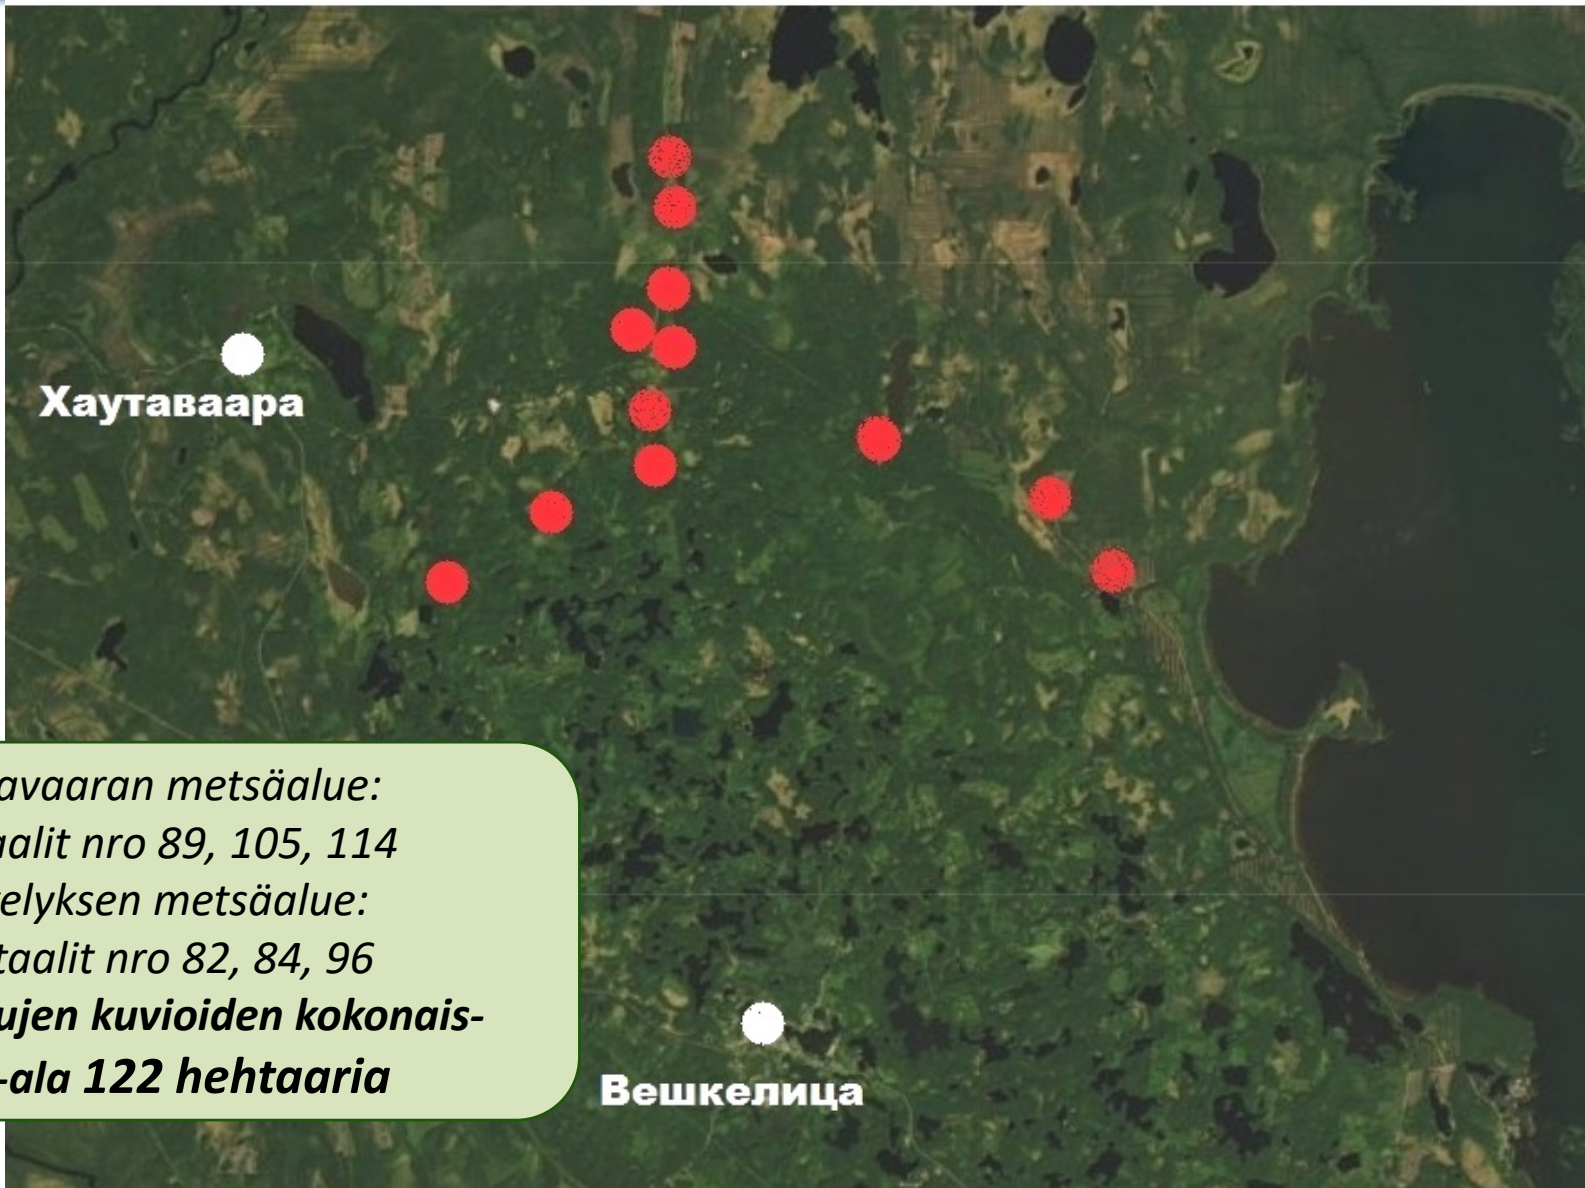 Хаутаваара
avaaran metsäalue:
aalit nro 89, 105, 114
elyksen metsäalue:
taalit nro 82, 84, 96
ujen kuvioiden kokonais-
-ala 122 hehtaaria
Вешкелица